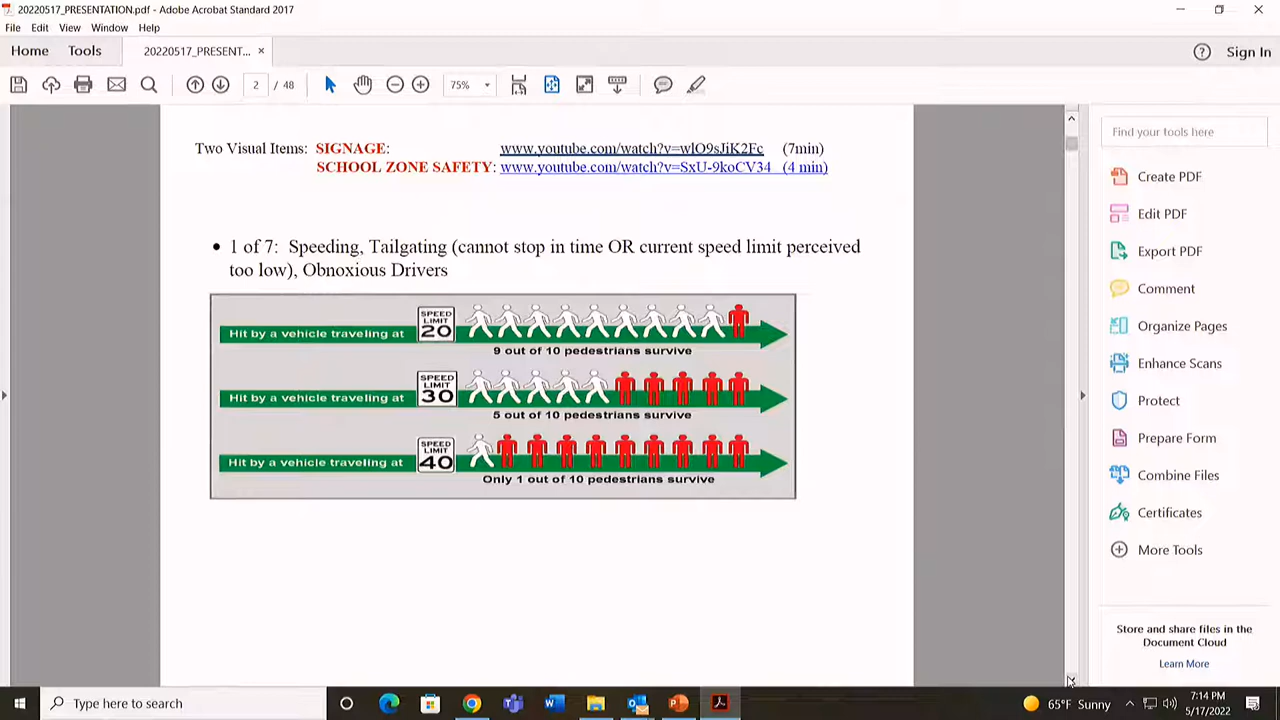 20220517_PRESENTATION.pdf - Adobe Acrobat Standard 2017
File Edit View Window Help
Home Tools 20220517_PRESENT... × ? Sign In
2 / 48 75%
Two Visual Items: SIGNAGE: www.youtube.com/watch?v=wlO9sJiK2Fc (7min)
SCHOOL ZONE SAFETY: www.youtube.com/watch?v=SxU-9koCV34 (4 min)
• 1 of 7: Speeding, Tailgating (cannot stop in time OR current speed limit perceived
too low), Obnoxious Drivers
Hit by a vehicle traveling at
SPEED
LIMIT
20
9 out of 10 pedestrians survive
Hit by a vehicle traveling at
SPEED
LIMIT
30
5 out of 10 pedestrians survive
Hit by a vehicle traveling at
SPEED
LIMIT
40
Only 1 out of 10 pedestrians survive
Find your tools here
Create PDF
Edit PDF
Export PDF
Comment
Organize Pages
Enhance Scans
Protect
Prepare Form
Combine Files
Certificates
More Tools
Store and share files in the
Document Cloud
Learn More
Type here to search
65°F Sunny
7:14 PM
5/17/2022